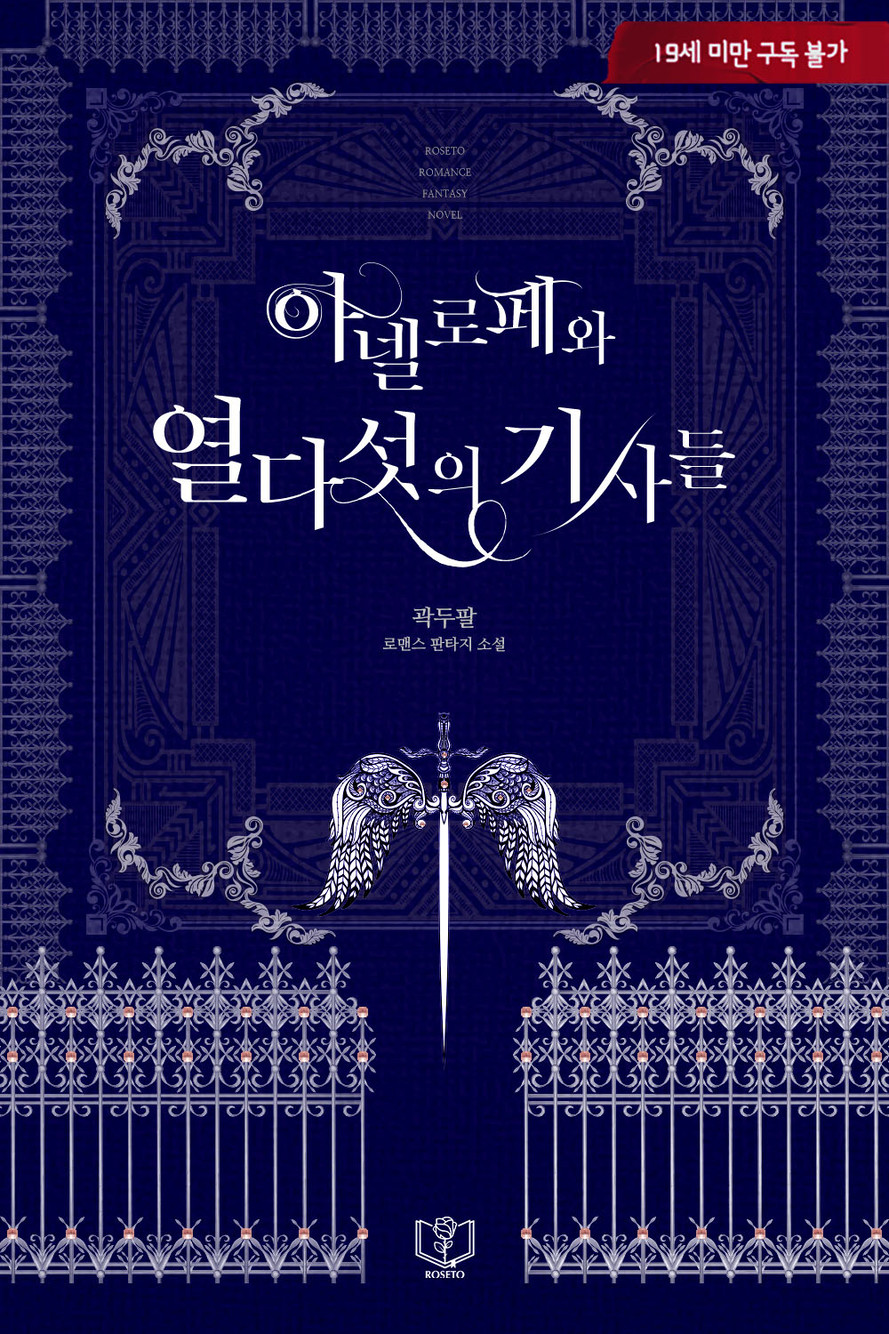 19세 미만 구독 불가
ROSETO
ROMANCE
FANTASY
NOVEL
아넬로페와
열다섯의 기사들
곽두팔
로맨스 판타지 소설
ROSETO